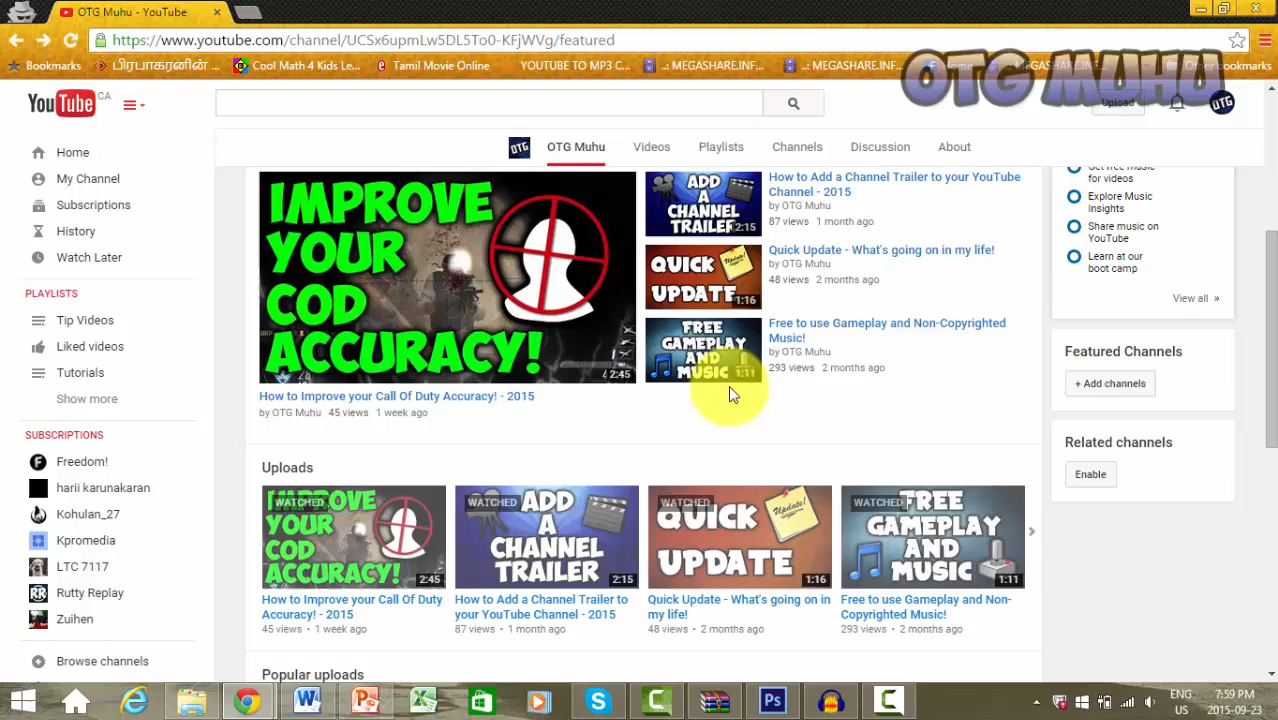 OTG Muhu - YouTube
https://www.youtube.com/channel/UCSx6upmLw5DL5To0-KFjWVg/featured
Bookmarks
பிரபாகரனின் ...
Cool Math 4 Kids Le...
Tamil Movie Online
YOUTUBE TO MP3 C...
.: MEGASHARE.INF...
.: MEGASHARE.INF...
Home
.: MEGASHARE.INF...
Other bookmarks
OTG MUHU
YouTube CA
Upload
OTG
OTG
OTG Muhu
Videos
Playlists
Channels
Discussion
About
Home
My Channel
Subscriptions
History
Watch Later
PLAYLISTS
Tip Videos
Liked videos
Tutorials
Show more
SUBSCRIPTIONS
Freedom!
harii karunakaran
Kohulan_27
Kpromedia
LTC 7117
Rutty Replay
Zuihen
Browse channels
IMPROVE
YOUR
COD
ACCURACY!
2:45
How to Improve your Call Of Duty Accuracy! - 2015
by OTG Muhu 45 views 1 week ago
ADD
A
CHANNEL
TRAILER
2:15
How to Add a Channel Trailer to your YouTube
Channel - 2015
by OTG Muhu
87 views 1 month ago
QUICK
Update!
UPDATE
1:16
Quick Update - What's going on in my life!
by OTG Muhu
48 views 2 months ago
FREE
GAMEPLAY
AND
MUSIC
1:11
Free to use Gameplay and Non-Copyrighted
Music!
by OTG Muhu
293 views 2 months ago
Get free music
for videos
Explore Music
Insights
Share music on
YouTube
Learn at our
boot camp
View all »
Featured Channels
+ Add channels
Related channels
Enable
Uploads
WATCHED
IMPROVE
YOUR
COD
ACCURACY!
2:45
How to Improve your Call Of Duty
Accuracy! - 2015
45 views • 1 week ago
WATCHED
ADD
A
CHANNEL
TRAILER
2:15
How to Add a Channel Trailer to
your YouTube Channel - 2015
87 views • 1 month ago
WATCHED
QUICK
Update!
UPDATE
1:16
Quick Update - What's going on in
my life!
48 views • 2 months ago
WATCHED
FREE
GAMEPLAY
AND
MUSIC
1:11
Free to use Gameplay and Non-
Copyrighted Music!
293 views • 2 months ago
Popular uploads
ENG
US
7:59 PM
2015-09-23